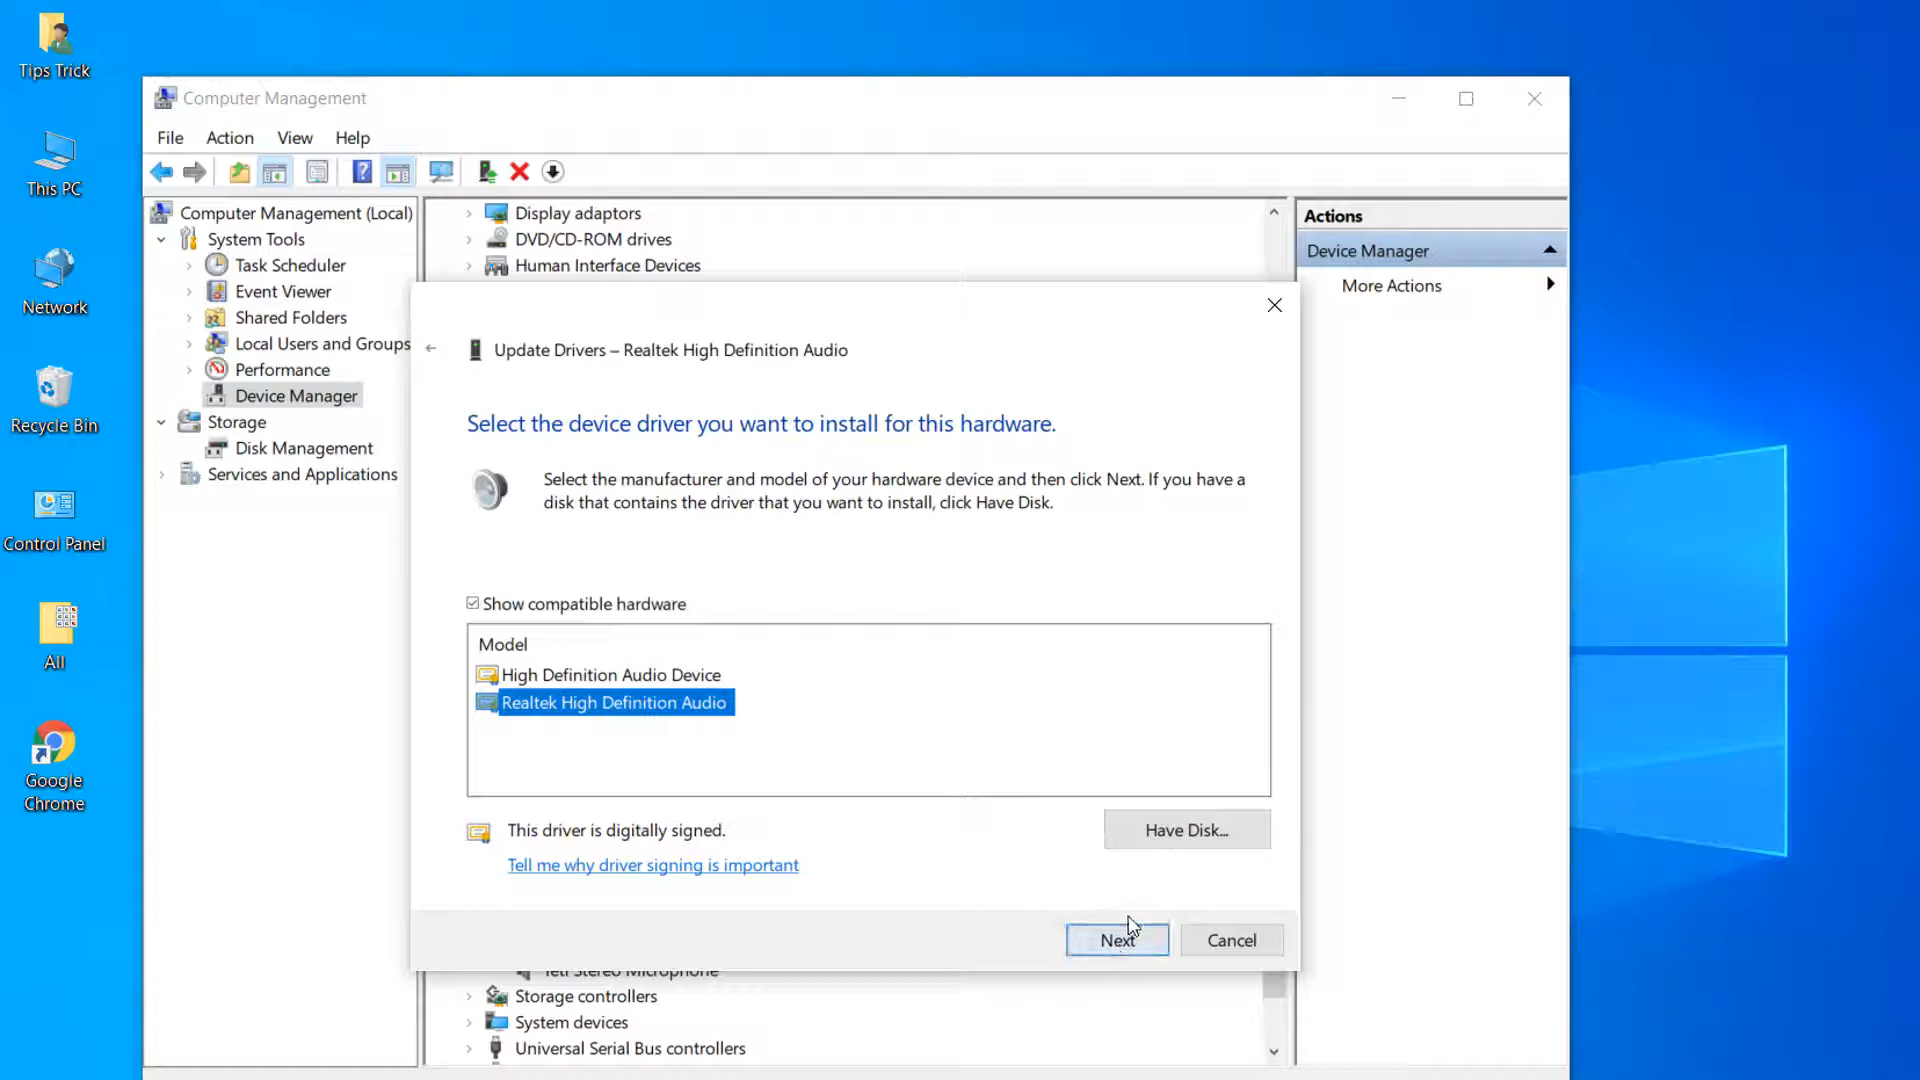 Tips Trick
This PC
Network
Recycle Bin
Control Panel
All
Google
Chrome
Computer Management
File Action View Help
Computer Management (Local)
System Tools
Task Scheduler
Event Viewer
Shared Folders
Local Users and Groups
Performance
Device Manager
Storage
Disk Management
Services and Applications
Display adaptors
DVD/CD-ROM drives
Human Interface Devices
Actions
Device Manager
More Actions
Update Drivers – Realtek High Definition Audio
Select the device driver you want to install for this hardware.
Select the manufacturer and model of your hardware device and then click Next. If you have a
disk that contains the driver that you want to install, click Have Disk.
Show compatible hardware
Model
High Definition Audio Device
Realtek High Definition Audio
This driver is digitally signed.
Have Disk...
Tell me why driver signing is important
Next
Cancel
Yeti Stereo Microphone
Storage controllers
System devices
Universal Serial Bus controllers